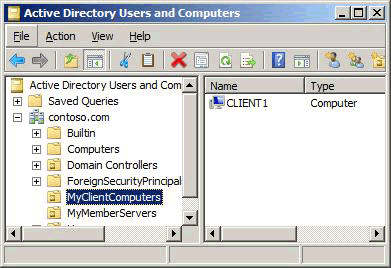 Active Directory Users and Computers
File Action View Help
Active Directory Users and Com
Saved Queries
contoso.com
Builtin
Computers
Domain Controllers
ForeignSecurityPrincipal
MyClientComputers
MyMemberServers
Name Type
CLIENT1 Computer